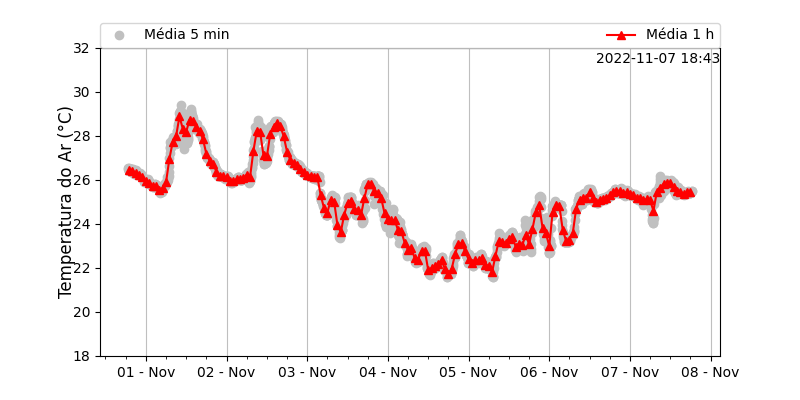 Média 5 min
Média 1 h
2022-11-07 18:43
Temperatura do Ar (°C)
32
30
28
26
24
22
20
18
01 - Nov
02 - Nov
03 - Nov
04 - Nov
05 - Nov
06 - Nov
07 - Nov
08 - Nov